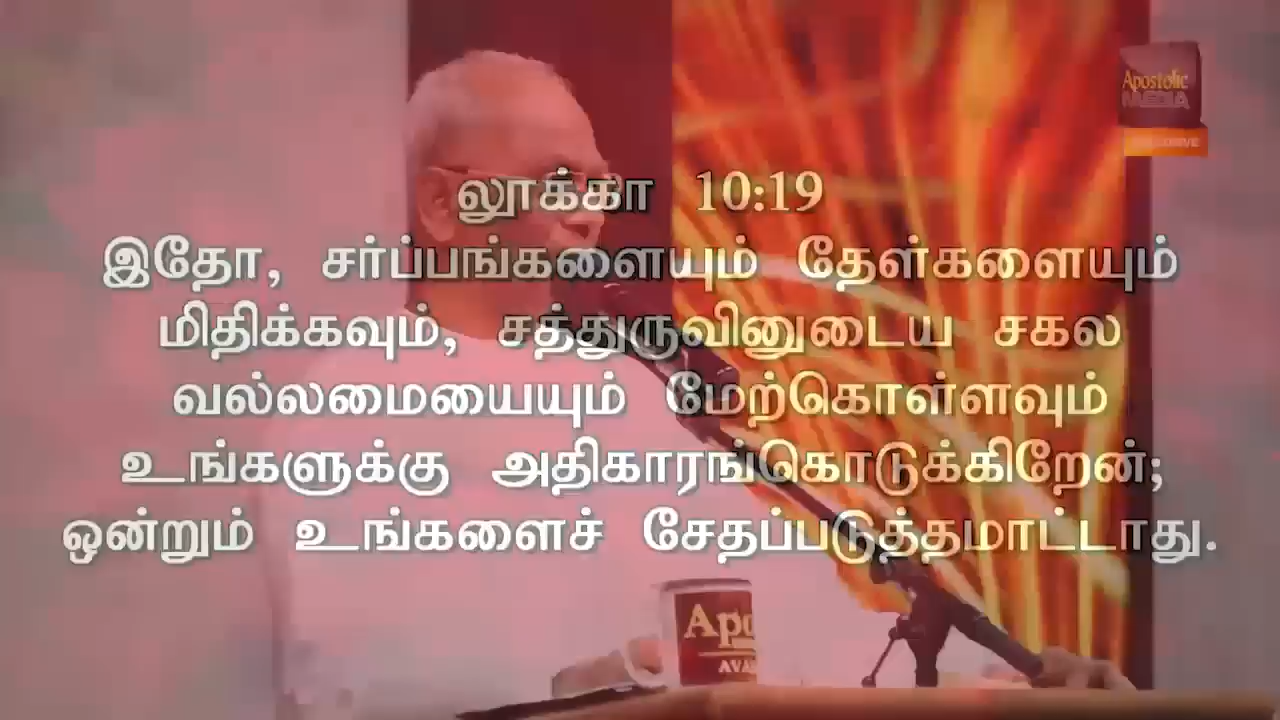 Apostolic
MEDIA
லூக்கா 10:19
இதோ, சர்ப்பங்களையும் தேள்களையும்
மிதிக்கவும், சத்துருவினுடைய சகல
வல்லமையையும் மேற்கொள்ளவும்
உங்களுக்கு அதிகாரங்கொடுக்கிறேன்;
ஒன்றும் உங்களைச் சேதப்படுத்தமாட்டாது.